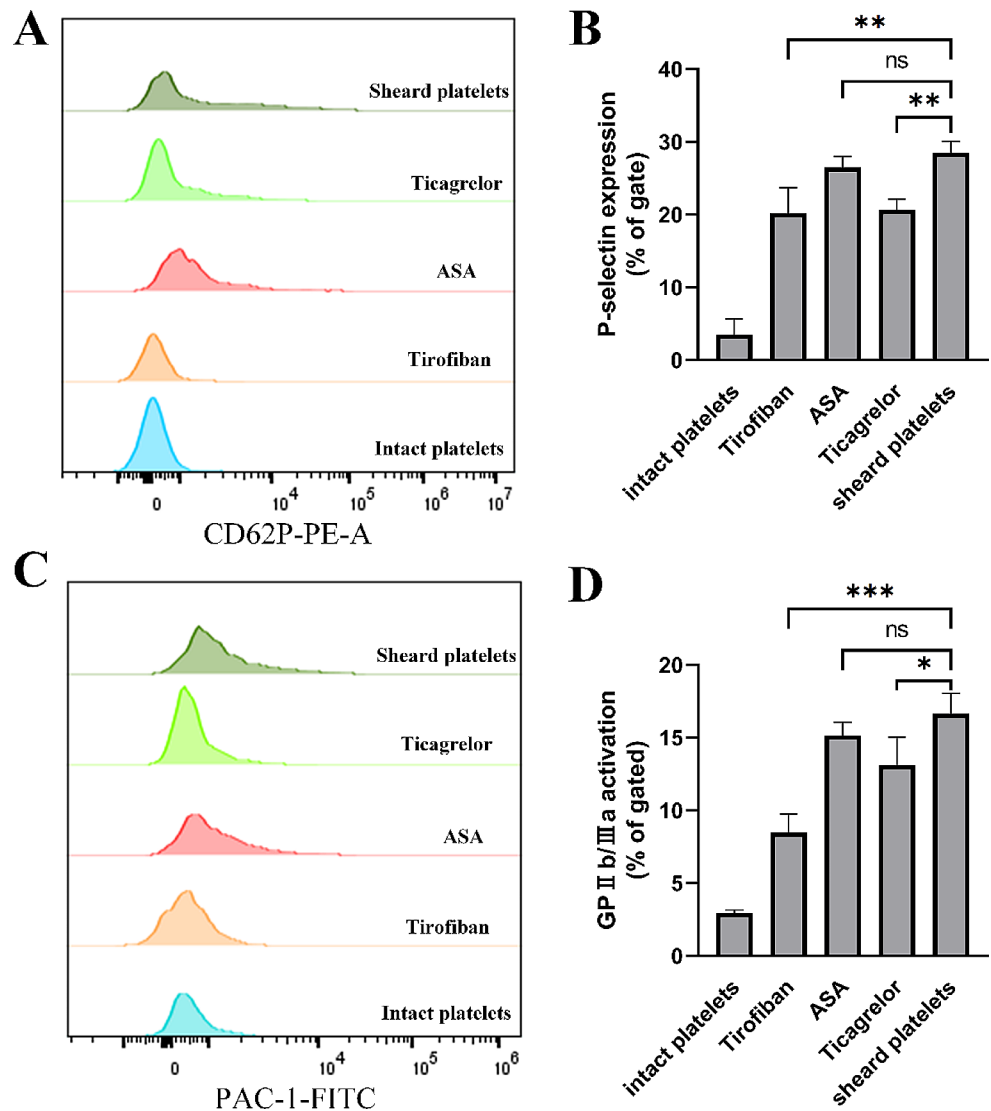 A
Sheard platelets
Ticagrelor
ASA
Tirofiban
Intact platelets
0 10^4 10^5 10^6 10^7
CD62P-PE-A
B
**
ns
**
40
30
20
10
0
P-selectin expression
(% of gate)
intact platelets
Tirofiban
ASA
Ticagrelor
sheard platelets
C
Sheard platelets
Ticagrelor
ASA
Tirofiban
Intact platelets
0 10^4 10^5 10^6
PAC-1-FITC
D
***
ns
*
20
15
10
5
0
GPⅡb/Ⅲa activation
(% of gated)
intact platelets
Tirofiban
ASA
Ticagrelor
sheard platelets